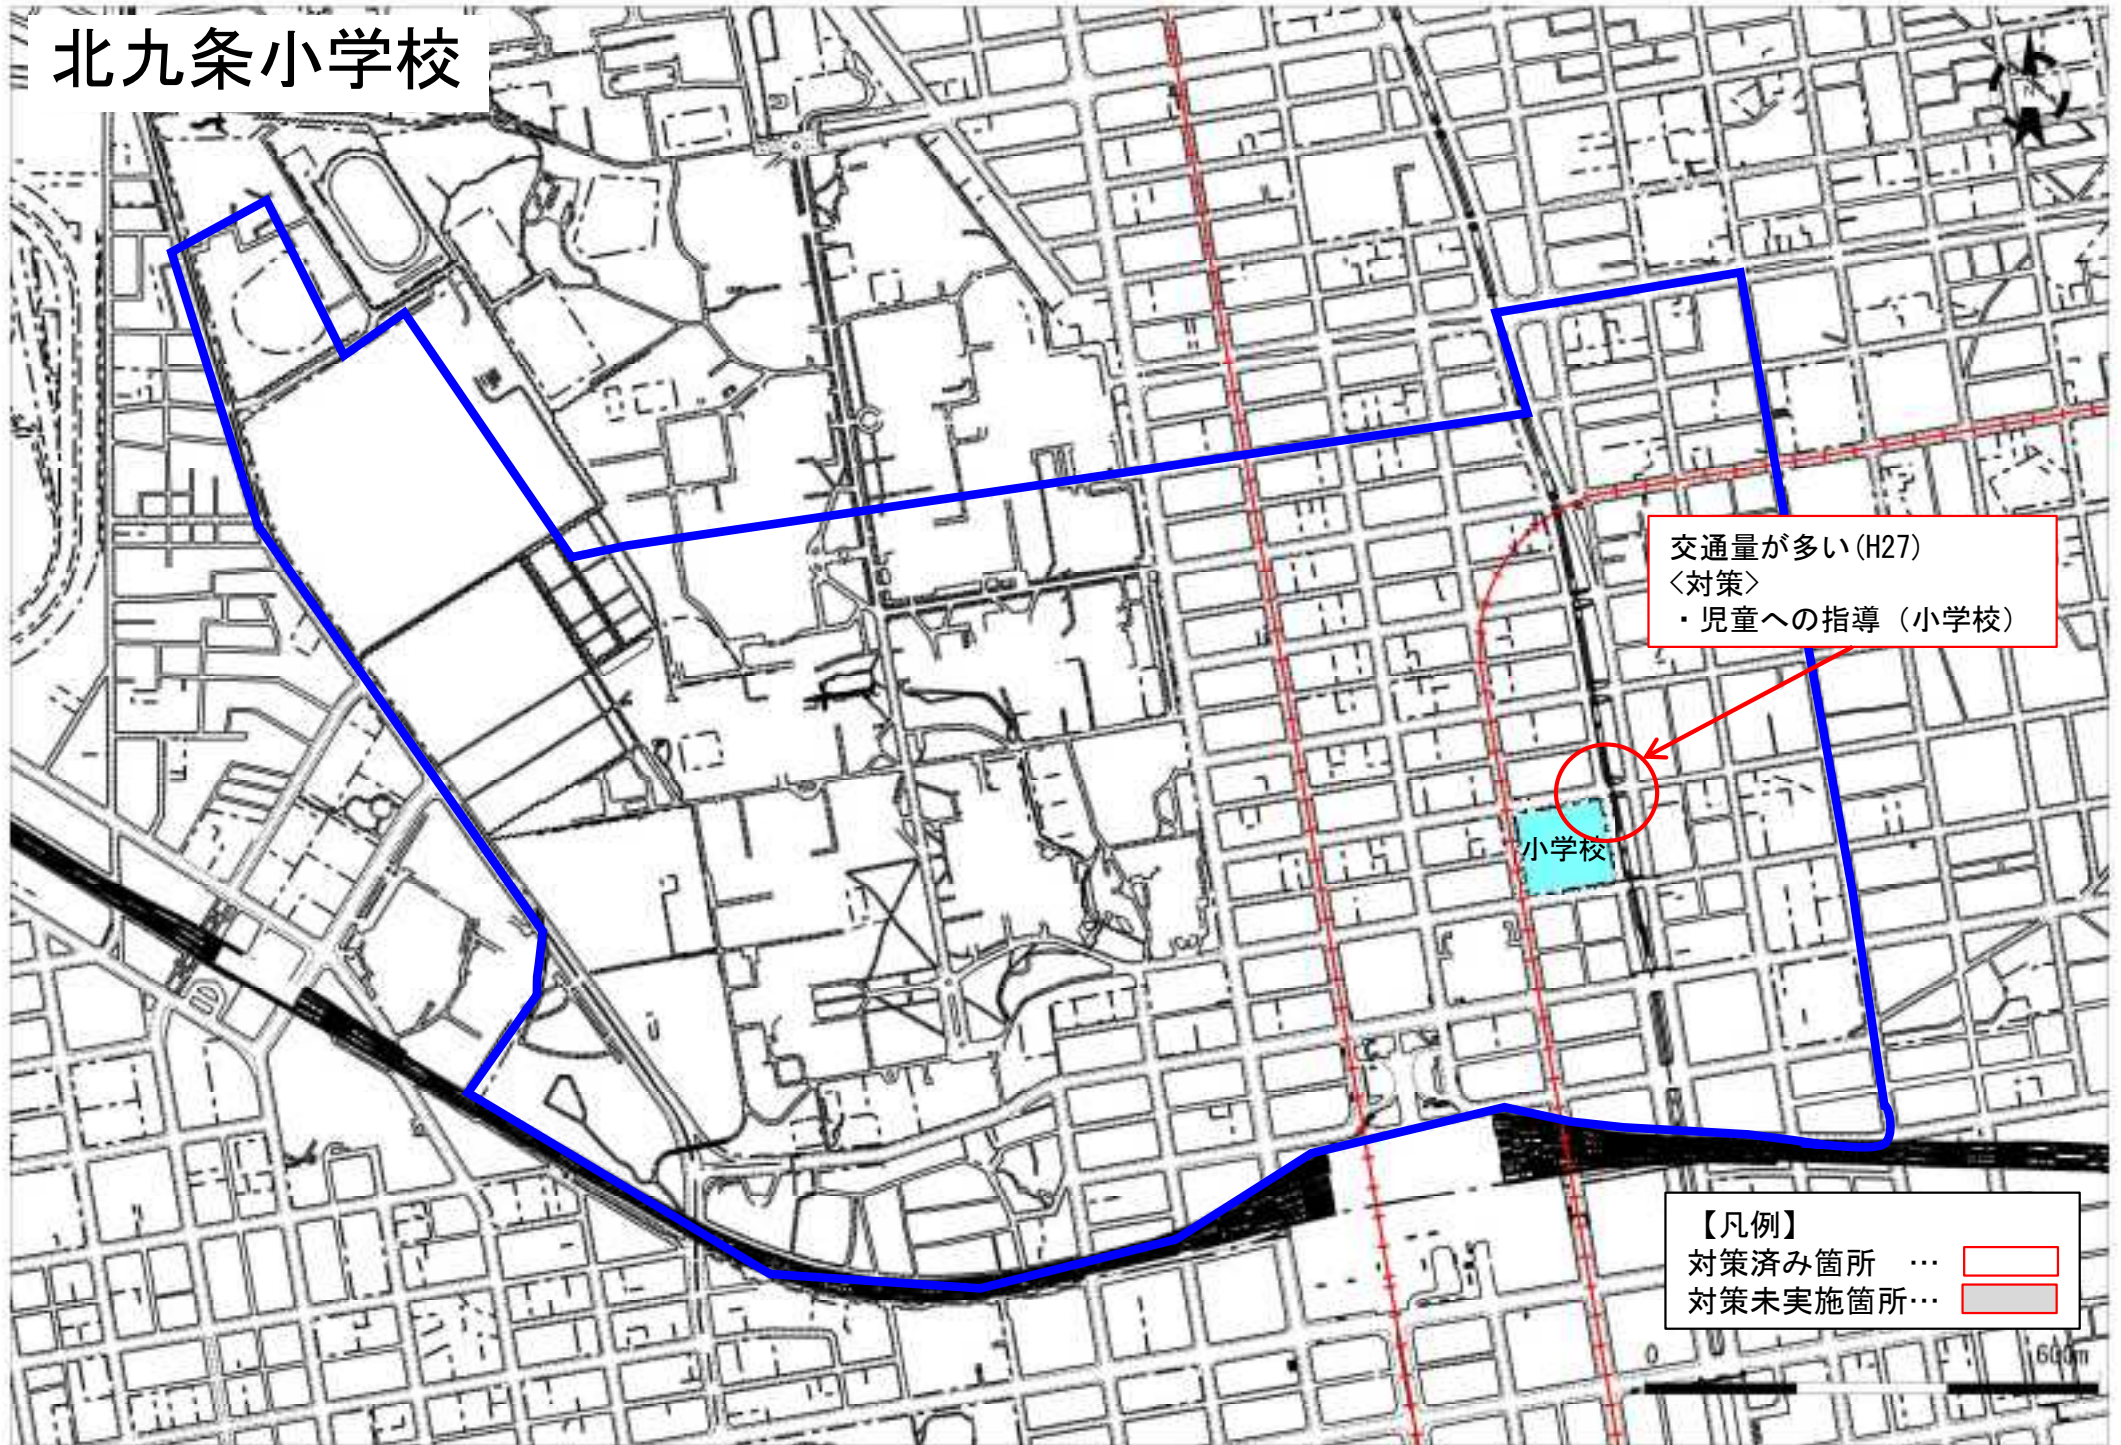 北九条小学校
交通量が多い(H27)
<対策>
・児童への指導（小学校）
小学校
【凡例】
対策済み箇所 …
対策未実施箇所…
0 600m